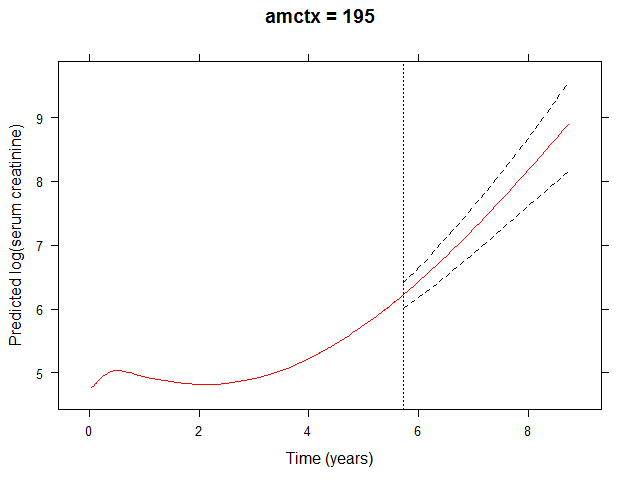 amctx = 195
Predicted log(serum creatinine)
9
8
7
6
5
0 2 4 6 8
Time (years)